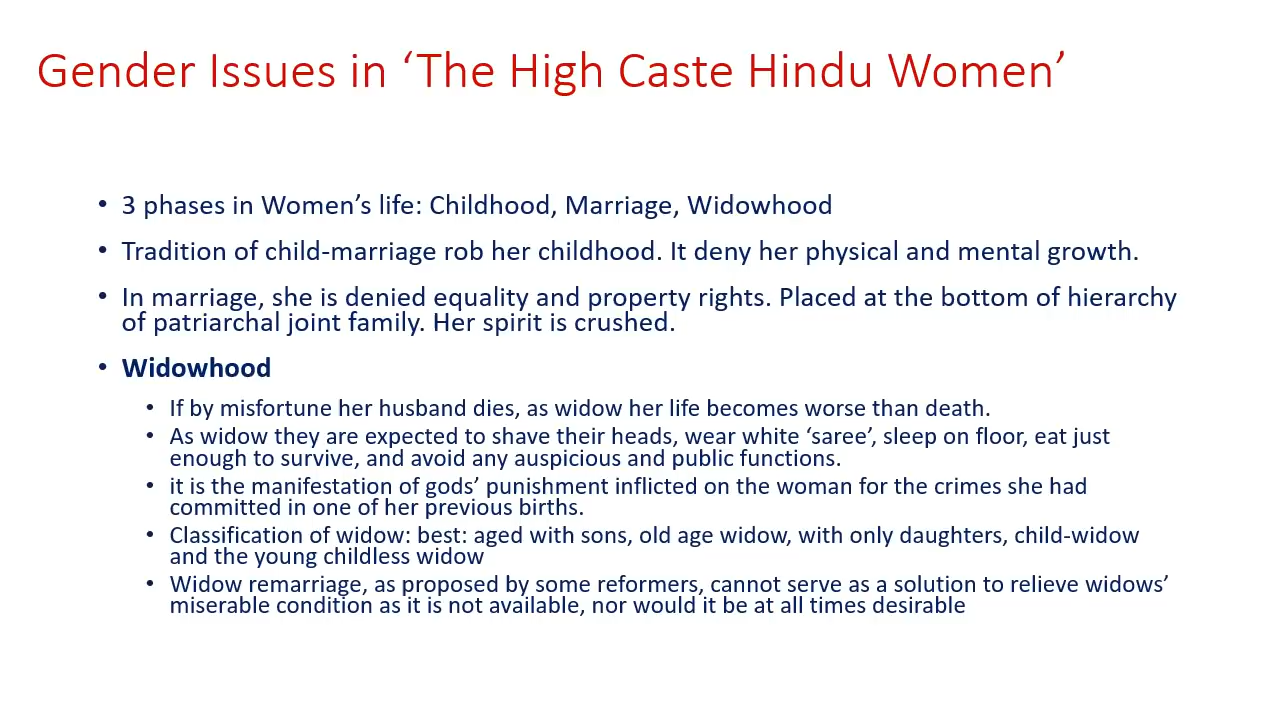 Gender Issues in ‘The High Caste Hindu Women’
• 3 phases in Women’s life: Childhood, Marriage, Widowhood
• Tradition of child-marriage rob her childhood. It deny her physical and mental growth.
• In marriage, she is denied equality and property rights. Placed at the bottom of hierarchy
of patriarchal joint family. Her spirit is crushed.
• Widowhood
• If by misfortune her husband dies, as widow her life becomes worse than death.
• As widow they are expected to shave their heads, wear white ‘saree’, sleep on floor, eat just
enough to survive, and avoid any auspicious and public functions.
• it is the manifestation of gods’ punishment inflicted on the woman for the crimes she had
committed in one of her previous births.
• Classification of widow: best: aged with sons, old age widow, with only daughters, child-widow
and the young childless widow
• Widow remarriage, as proposed by some reformers, cannot serve as a solution to relieve widows’
miserable condition as it is not available, nor would it be at all times desirable